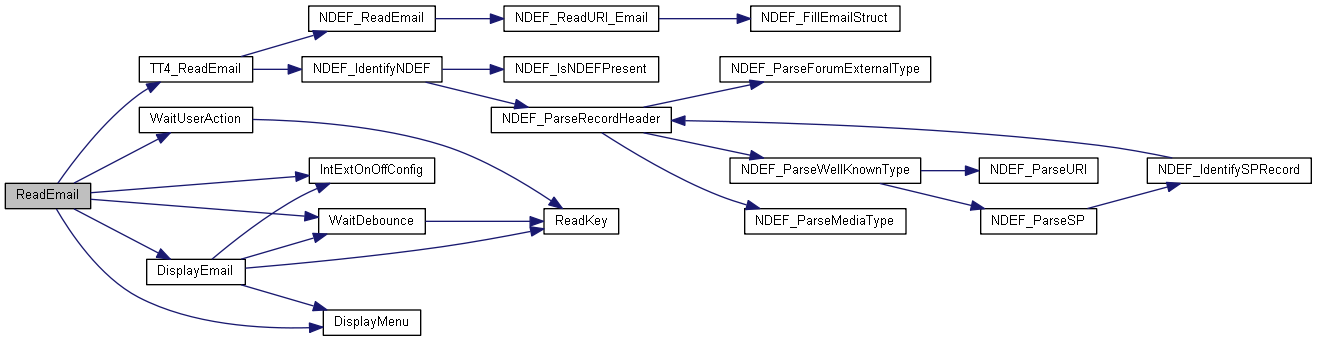 NDEF_ReadEmail
NDEF_ReadURI_Email
NDEF_FillEmailStruct
TT4_ReadEmail
NDEF_IdentifyNDEF
NDEF_IsNDEFPresent
NDEF_ParseForumExternalType
WaitUserAction
NDEF_ParseRecordHeader
IntExtOnOffConfig
NDEF_ParseWellKnownType
NDEF_ParseURI
NDEF_IdentifySPRecord
ReadEmail
WaitDebounce
ReadKey
NDEF_ParseMediaType
NDEF_ParseSP
DisplayEmail
DisplayMenu